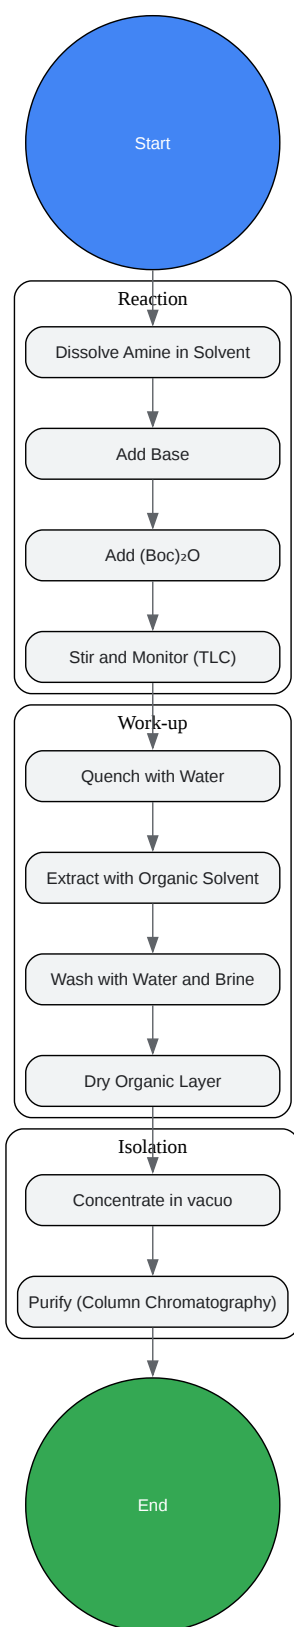 Start
Reaction
Dissolve Amine in Solvent
Add Base
Add (Boc)₂O
Stir and Monitor (TLC)
Work-up
Quench with Water
Extract with Organic Solvent
Wash with Water and Brine
Dry Organic Layer
Isolation
Concentrate in vacuo
Purify (Column Chromatography)
End